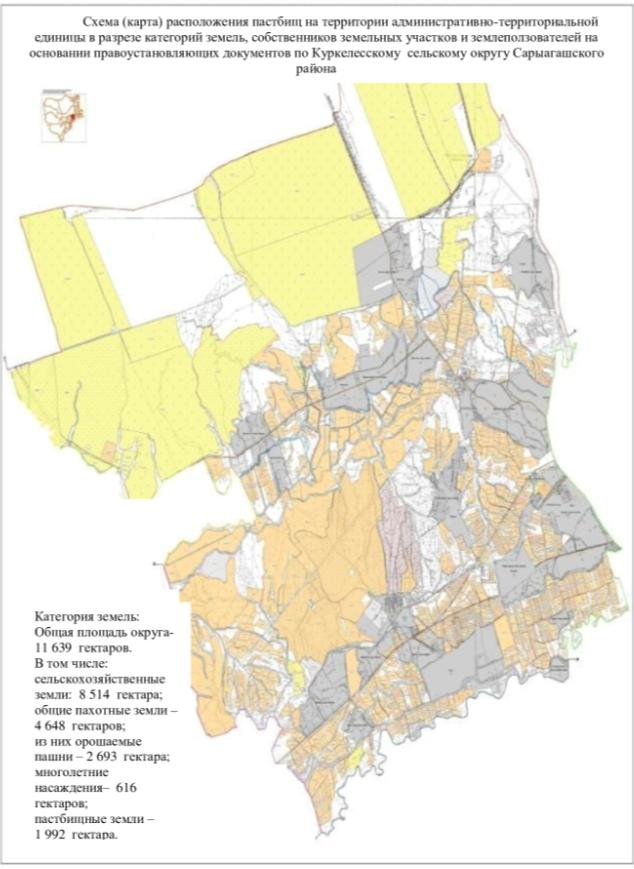 Схема (карта) расположения пастбищ на территории административно-территориальной
единицы в разрезе категорий земель, собственников земельных участков и землеползователей на
основании правоустановляющих документов по Куркелесскому сельскому округу Сарыагашского
района
Категория земель:
Общая площадь округа-
11 639 гектаров.
В том числе:
сельскохозяйственные
земли: 8 514 гектара;
общие пахотные земли –
4 648 гектаров;
из них орошаемые
пашни – 2 693 гектара;
многолетние
насаждения– 616
гектаров;
пастбищные земли –
1 992 гектара.